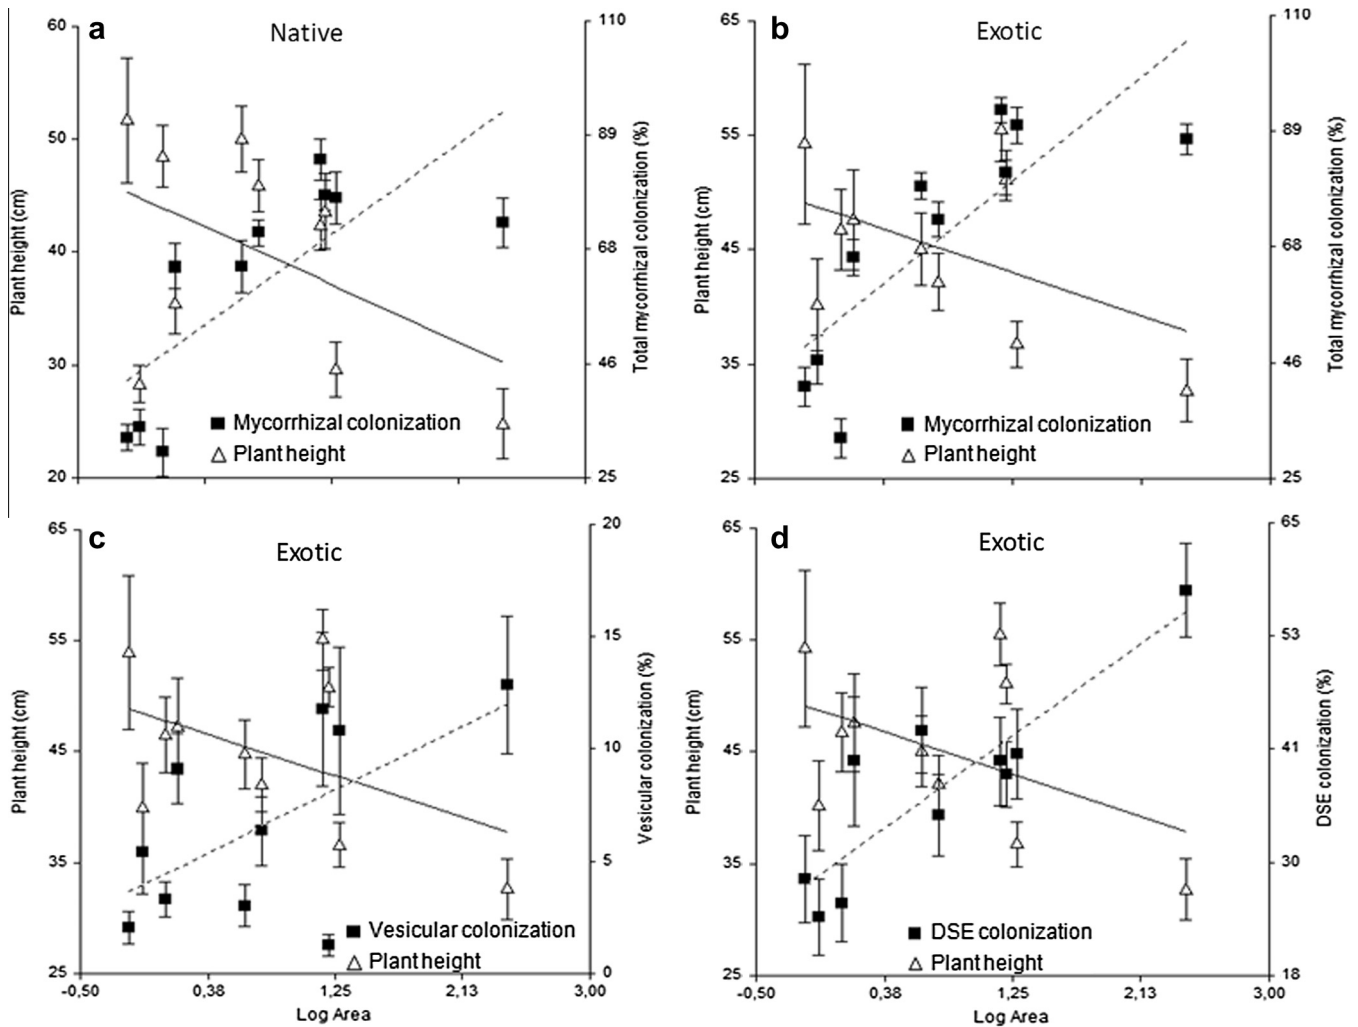 a
Native
60
50
40
30
20
Plant height (cm)
110
89
68
46
25
Total mycorrhizal colonization (%)
Mycorrhizal colonization
Plant height
b
Exotic
65
55
45
35
25
Plant height (cm)
110
89
68
46
25
Total mycorrhizal colonization (%)
Mycorrhizal colonization
Plant height
c
Exotic
65
55
45
35
25
Plant height (cm)
20
15
10
5
0
Vesicular colonization (%)
Vesicular colonization
Plant height
-0,50 0,38 1,25 2,13 3,00
Log Area
d
Exotic
65
55
45
35
25
Plant height (cm)
65
53
41
30
18
DSE colonization (%)
DSE colonization
Plant height
-0,50 0,38 1,25 2,13 3,00
Log Area